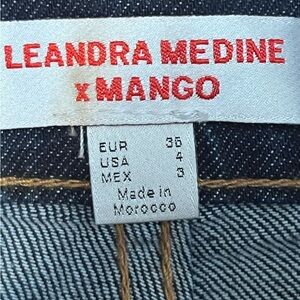 LEANDRA MEDINE
x MANGO
EUR 36
USA 4
MEX 3
Made in
Morocco